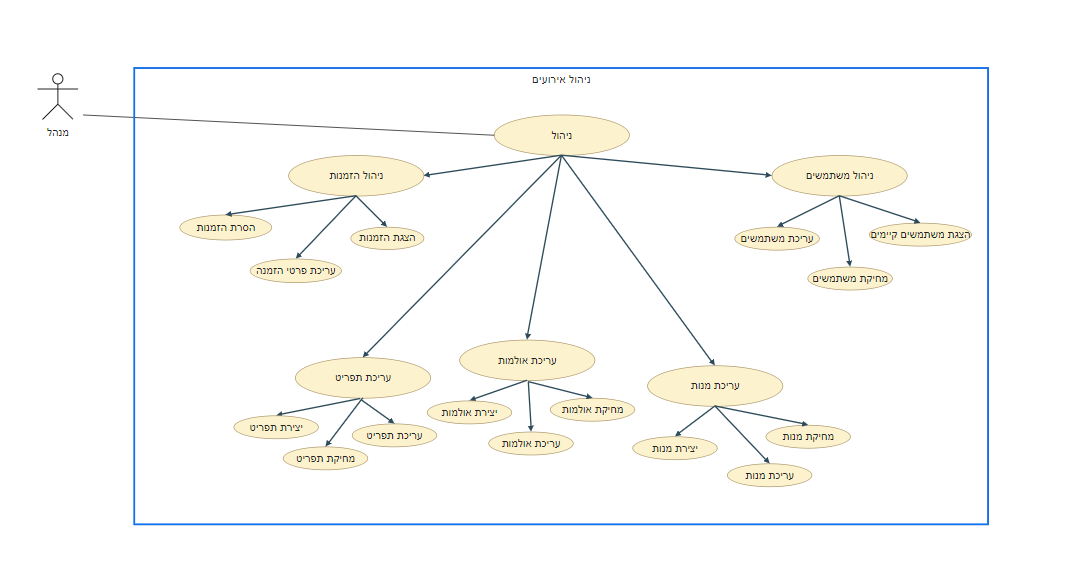 ניהול אירועים
מנהל
ניהול
ניהול משתמשים
ניהול הזמנות
הצגת משתמשים קיימים
עריכת משתמשים
מחיקת משתמשים
הצגת הזמנות
הסרת הזמנות
עריכת פרטי הזמנה
עריכת מנות
עריכת אולמות
עריכת תפריט
מחיקת מנות
יצירת מנות
עריכת מנות
מחיקת אולמות
יצירת אולמות
עריכת אולמות
עריכת תפריט
יצירת תפריט
מחיקת תפריט